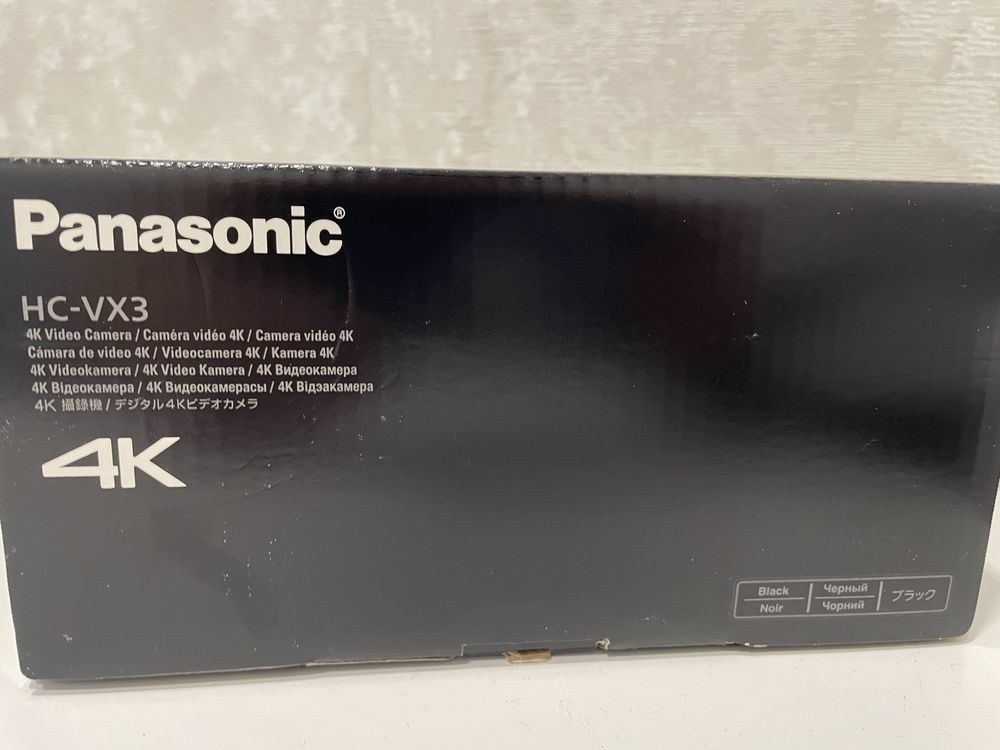 Panasonic®
HC-VX3
4K Video Camera / Caméra vidéo 4K / Camera vidéo 4K
Cámara de video 4K / Videocamera 4K / Kamera 4K
4K Videokamera / 4K Video Kamera / 4K Видеокамера
4K Відеокамера / 4K Видеокамерасы / 4K Відэакамера
4K 攝錄機 / デジタル4Kビデオカメラ
4K
Black
Noir
Черный
Чорний
ブラック